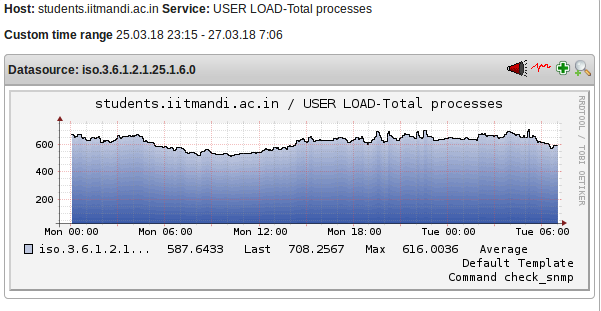 Host: students.iitmandi.ac.in Service: USER LOAD-Total processes
Custom time range 25.03.18 23:15 - 27.03.18 7:06
Datasource: iso.3.6.1.2.1.25.1.6.0
students.iitmandi.ac.in / USER LOAD-Total processes
RRDTOOL / TOBI OETIKER
600
400
200
Mon 00:00 Mon 06:00 Mon 12:00 Mon 18:00 Tue 00:00 Tue 06:00
iso.3.6.1.2.1... 587.6433 Last 708.2567 Max 616.0036 Average
Default Template
Command check_snmp